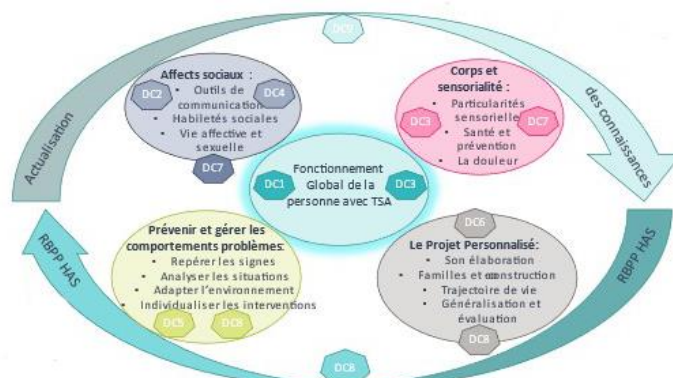 DC9
Actualisation
des connaissances
Affects sociaux :
DC2
DC4
• Outils de
communication
• Habiletés sociales
• Vie affective et
sexuelle
DC7
Corps et
sensorialité :
• Particularités
sensorielle
DC3
DC7
• Santé et
prévention
• La douleur
Fonctionnement
Global de la
personne avec TSA
DC1
DC3
Prévenir et gérer les
comportements problèmes:
• Repérer les signes
• Analyser les situations
• Adapter l'environnement
• Individualiser les interventions
DC5
DC6
Le Projet Personnalisé:
• Son élaboration
• Familles et
• Trajectoire de vie
• Généralisation et
évaluation
DC8
RBPP HAS
RBPP HAS
DC8